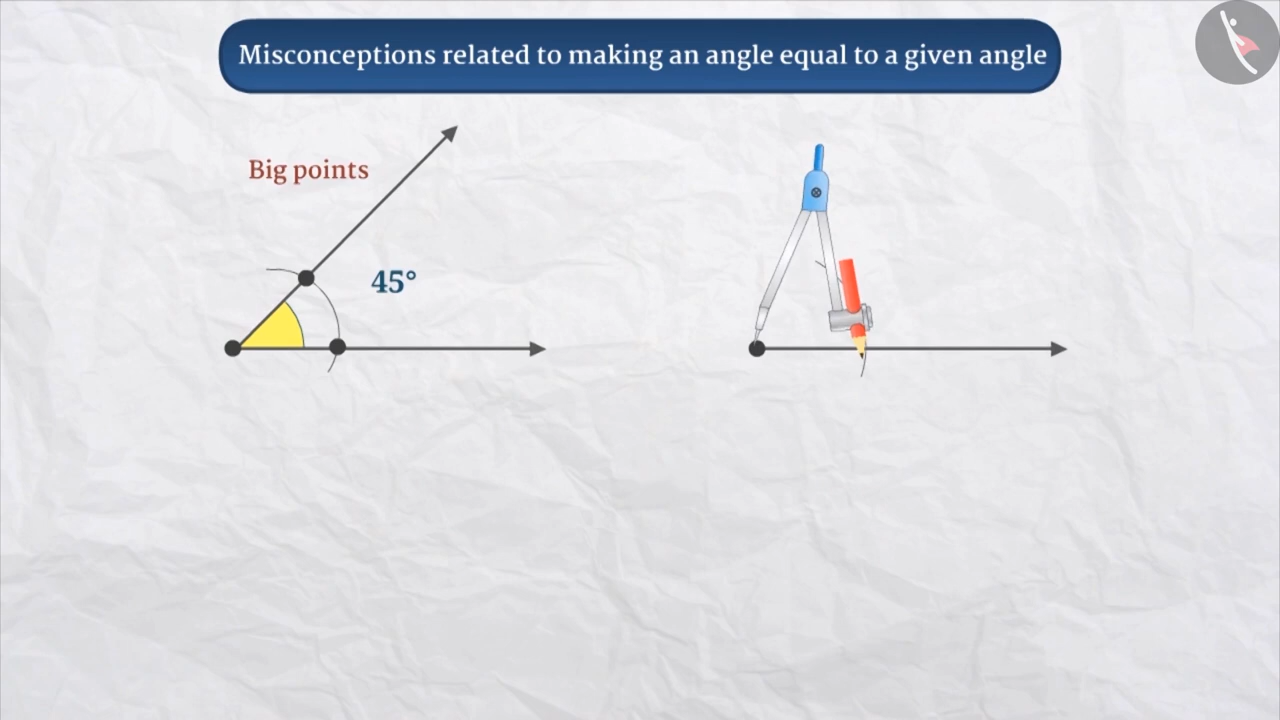 Misconceptions related to making an angle equal to a given angle
Big points
45°